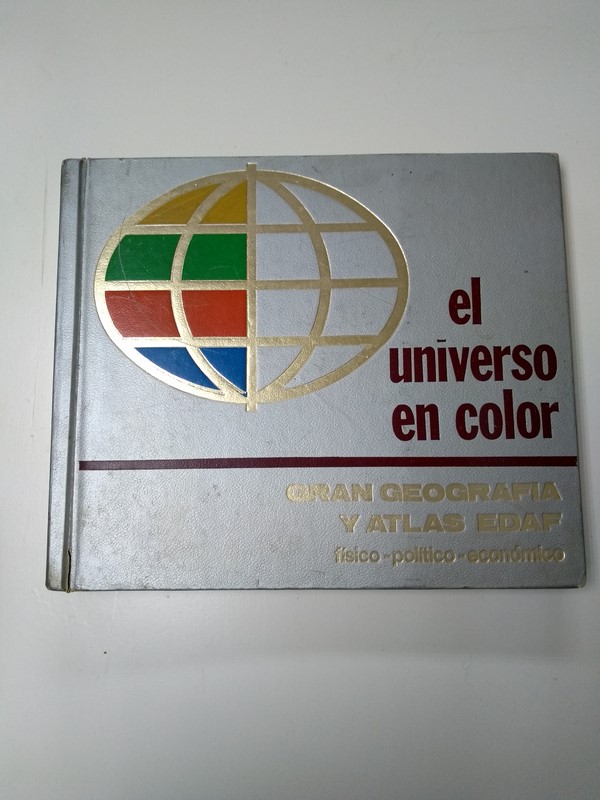 el
universo
en color
GRAN GEOGRAFIA
Y ATLAS EDAF
físico-político-económico